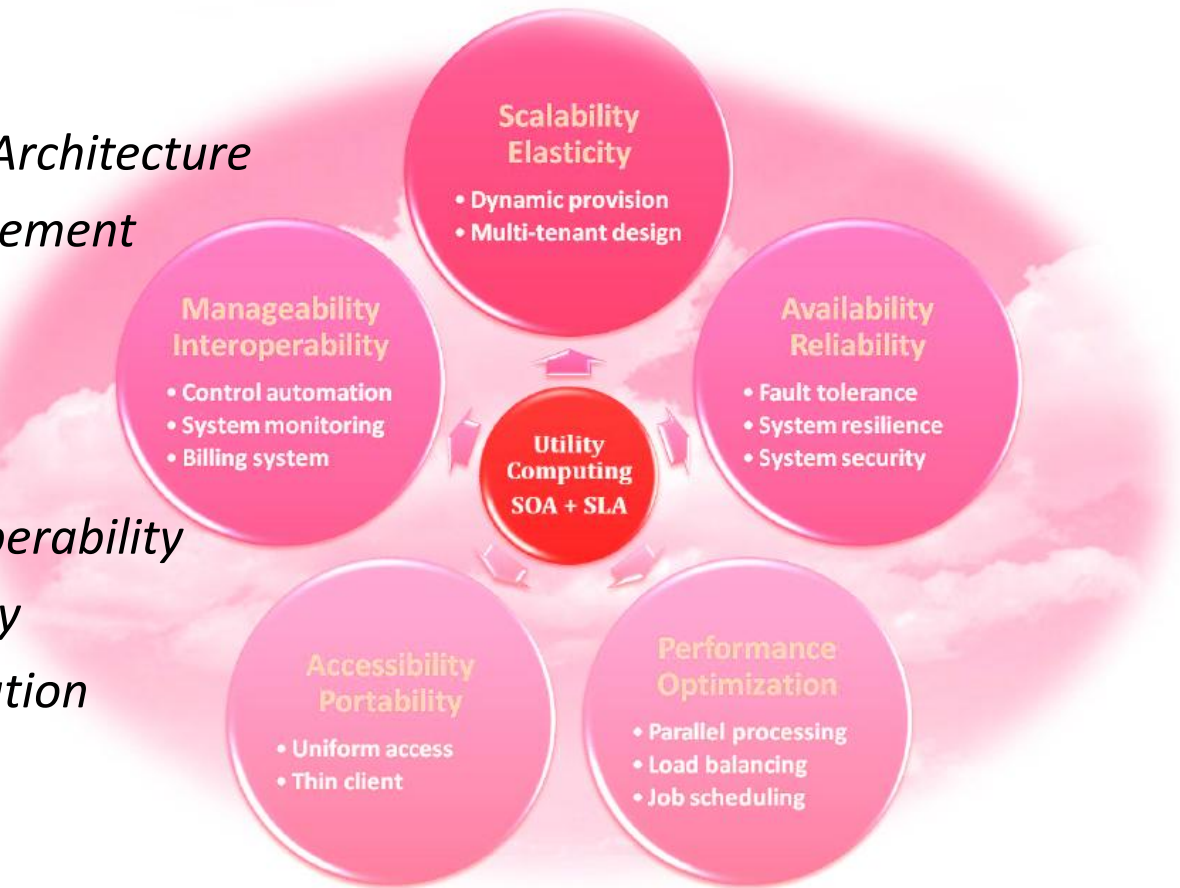 Architecture
ement
perability
y
ation
Scalability
Elasticity
• Dynamic provision
• Multi-tenant design
Manageability
Interoperability
• Control automation
• System monitoring
• Billing system
Availability
Reliability
• Fault tolerance
• System resilience
• System security
Utility
Computing
SOA + SLA
Accessibility
Portability
• Uniform access
• Thin client
Performance
Optimization
• Parallel processing
• Load balancing
• Job scheduling